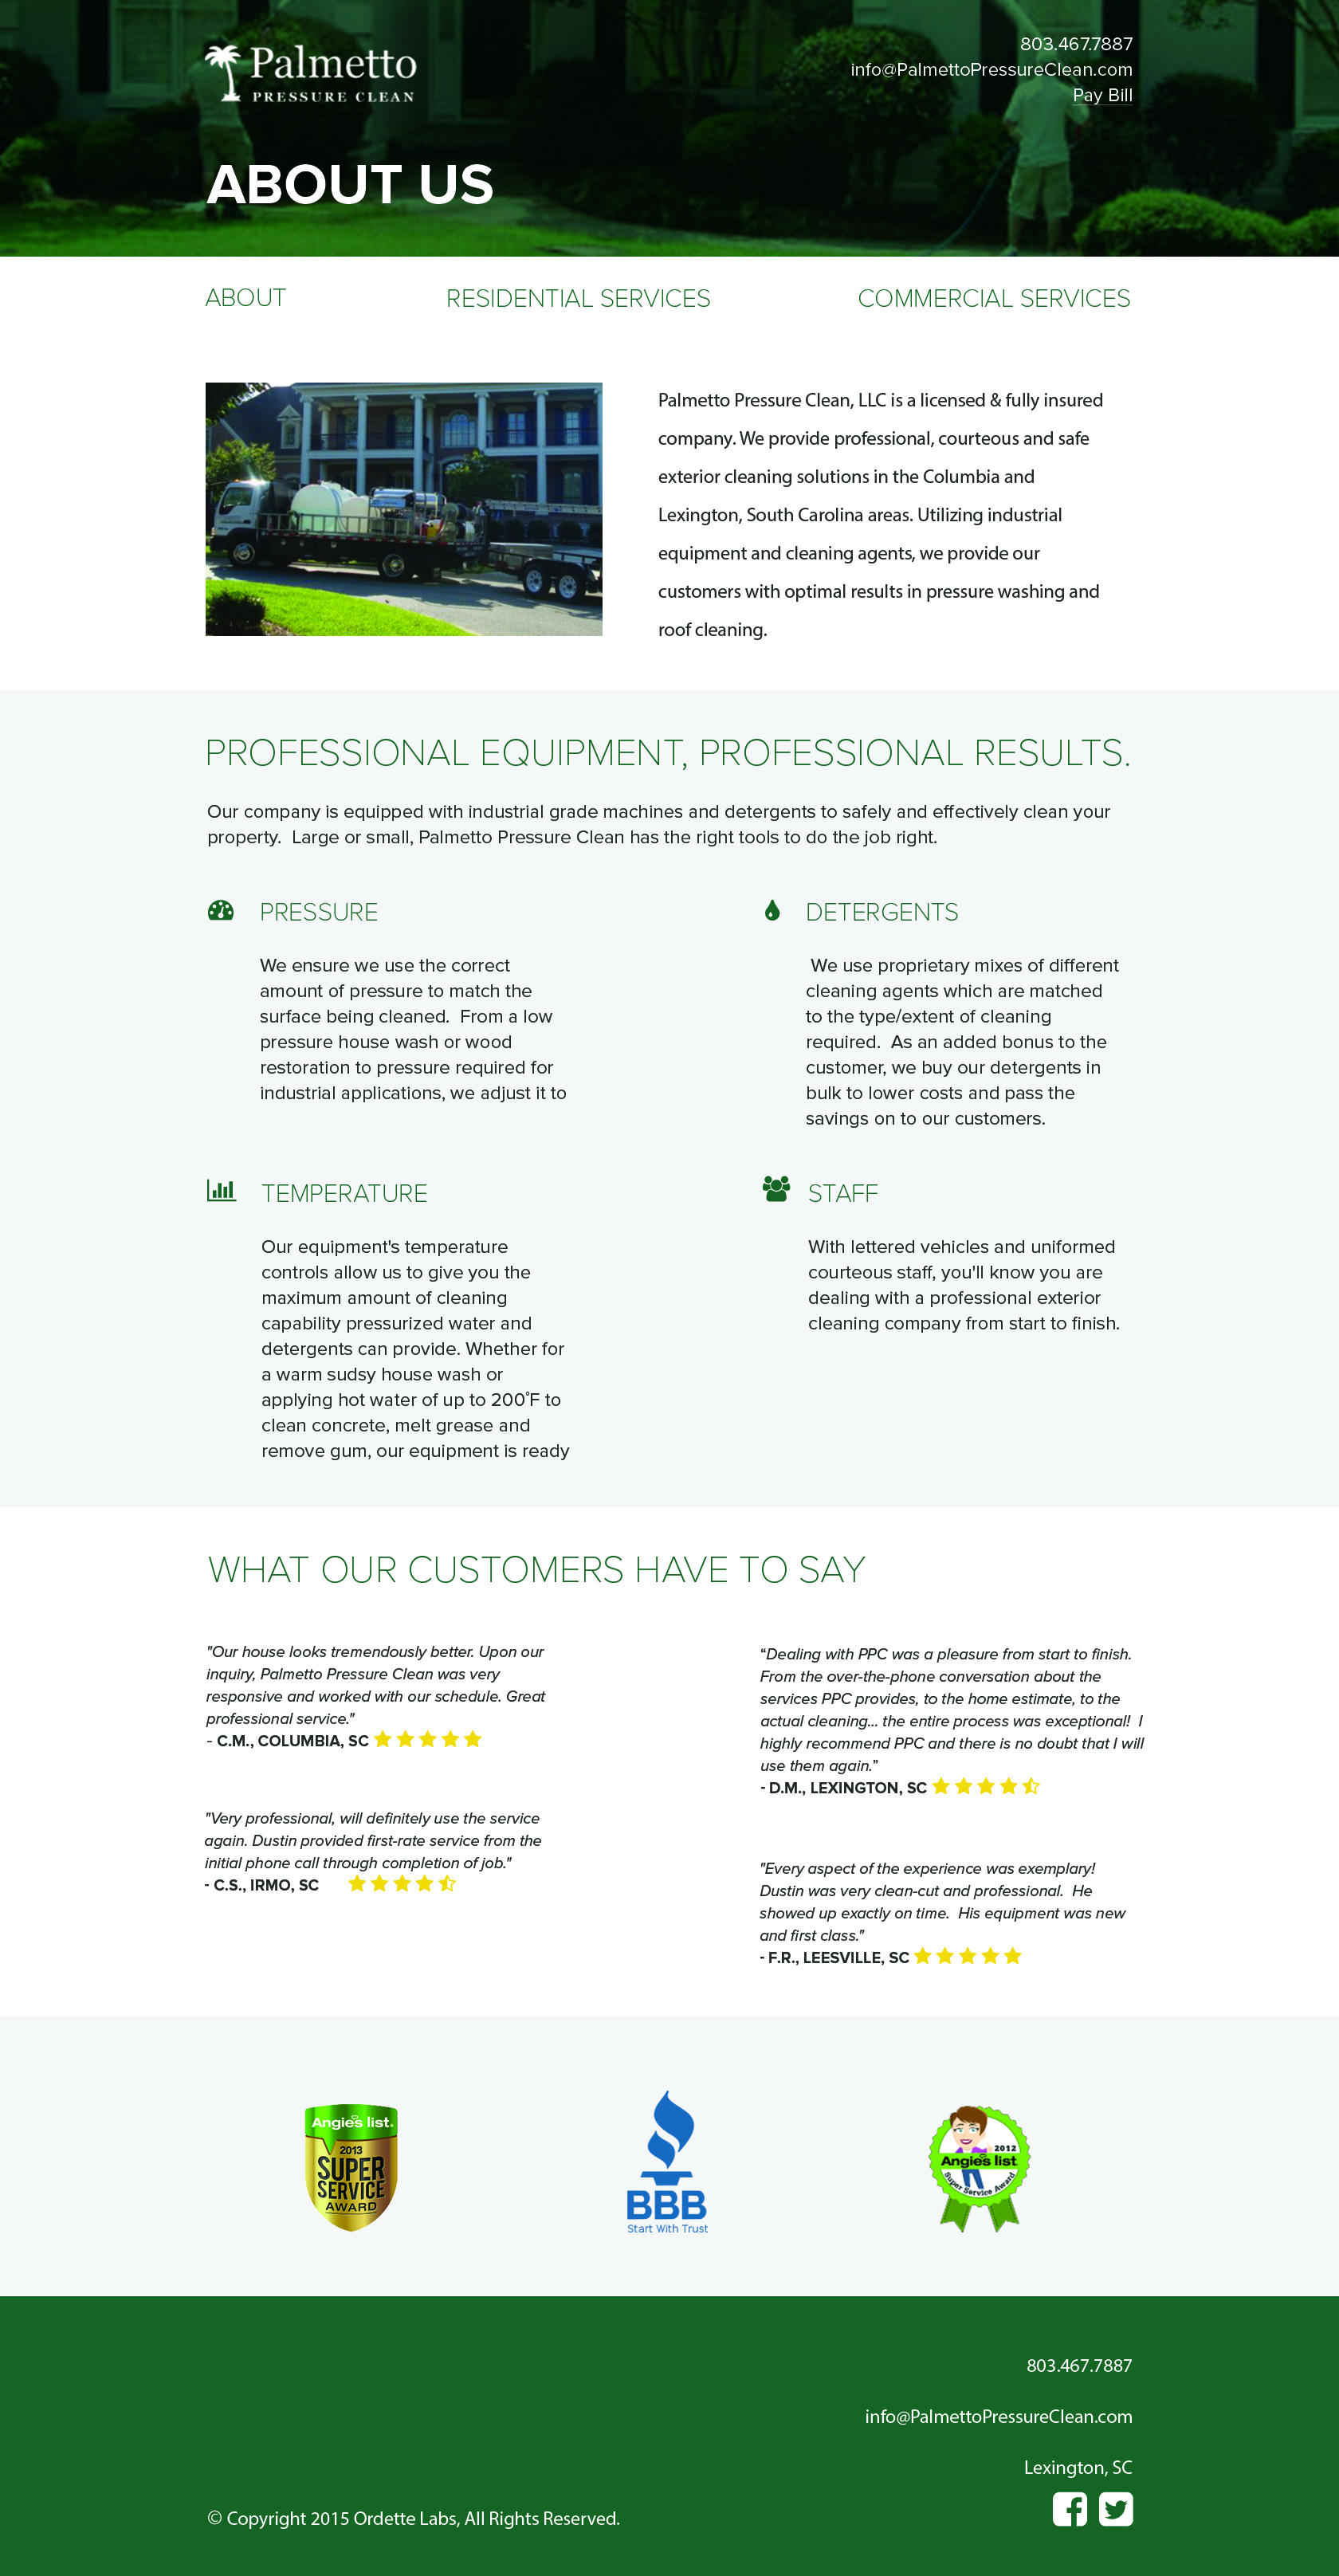 Palmetto
PRESSURE CLEAN
803.467.7887
info@PalmettoPressureClean.com
Pay Bill
ABOUT US
ABOUT
RESIDENTIAL SERVICES
COMMERCIAL SERVICES
Palmetto Pressure Clean, LLC is a licensed & fully insured
company. We provide professional, courteous and safe
exterior cleaning solutions in the Columbia and
Lexington, South Carolina areas. Utilizing industrial
equipment and cleaning agents, we provide our
customers with optimal results in pressure washing and
roof cleaning.
PROFESSIONAL EQUIPMENT, PROFESSIONAL RESULTS.
Our company is equipped with industrial grade machines and detergents to safely and effectively clean your
property.  Large or small, Palmetto Pressure Clean has the right tools to do the job right.
PRESSURE
We ensure we use the correct
amount of pressure to match the
surface being cleaned.  From a low
pressure house wash or wood
restoration to pressure required for
industrial applications, we adjust it to
DETERGENTS
We use proprietary mixes of different
cleaning agents which are matched
to the type/extent of cleaning
required.  As an added bonus to the
customer, we buy our detergents in
bulk to lower costs and pass the
savings on to our customers.
TEMPERATURE
Our equipment's temperature
controls allow us to give you the
maximum amount of cleaning
capability pressurized water and
detergents can provide. Whether for
a warm sudsy house wash or
applying hot water of up to 200°F to
clean concrete, melt grease and
remove gum, our equipment is ready
STAFF
With lettered vehicles and uniformed
courteous staff, you'll know you are
dealing with a professional exterior
cleaning company from start to finish.
WHAT OUR CUSTOMERS HAVE TO SAY
"Our house looks tremendously better. Upon our
inquiry, Palmetto Pressure Clean was very
responsive and worked with our schedule. Great
professional service."
- C.M., COLUMBIA, SC
"Very professional, will definitely use the service
again. Dustin provided first-rate service from the
initial phone call through completion of job."
- C.S., IRMO, SC
“Dealing with PPC was a pleasure from start to finish.
From the over-the-phone conversation about the
services PPC provides, to the home estimate, to the
actual cleaning... the entire process was exceptional!  I
highly recommend PPC and there is no doubt that I will
use them again.”
- D.M., LEXINGTON, SC
"Every aspect of the experience was exemplary!
Dustin was very clean-cut and professional.  He
showed up exactly on time.  His equipment was new
and first class."
- F.R., LEESVILLE, SC
Angie's list.
2013
SUPER
SERVICE
AWARD
BBB
Start With Trust
2012
Angie's list
Super Service Award
803.467.7887
info@PalmettoPressureClean.com
Lexington, SC
© Copyright 2015 Ordette Labs, All Rights Reserved.